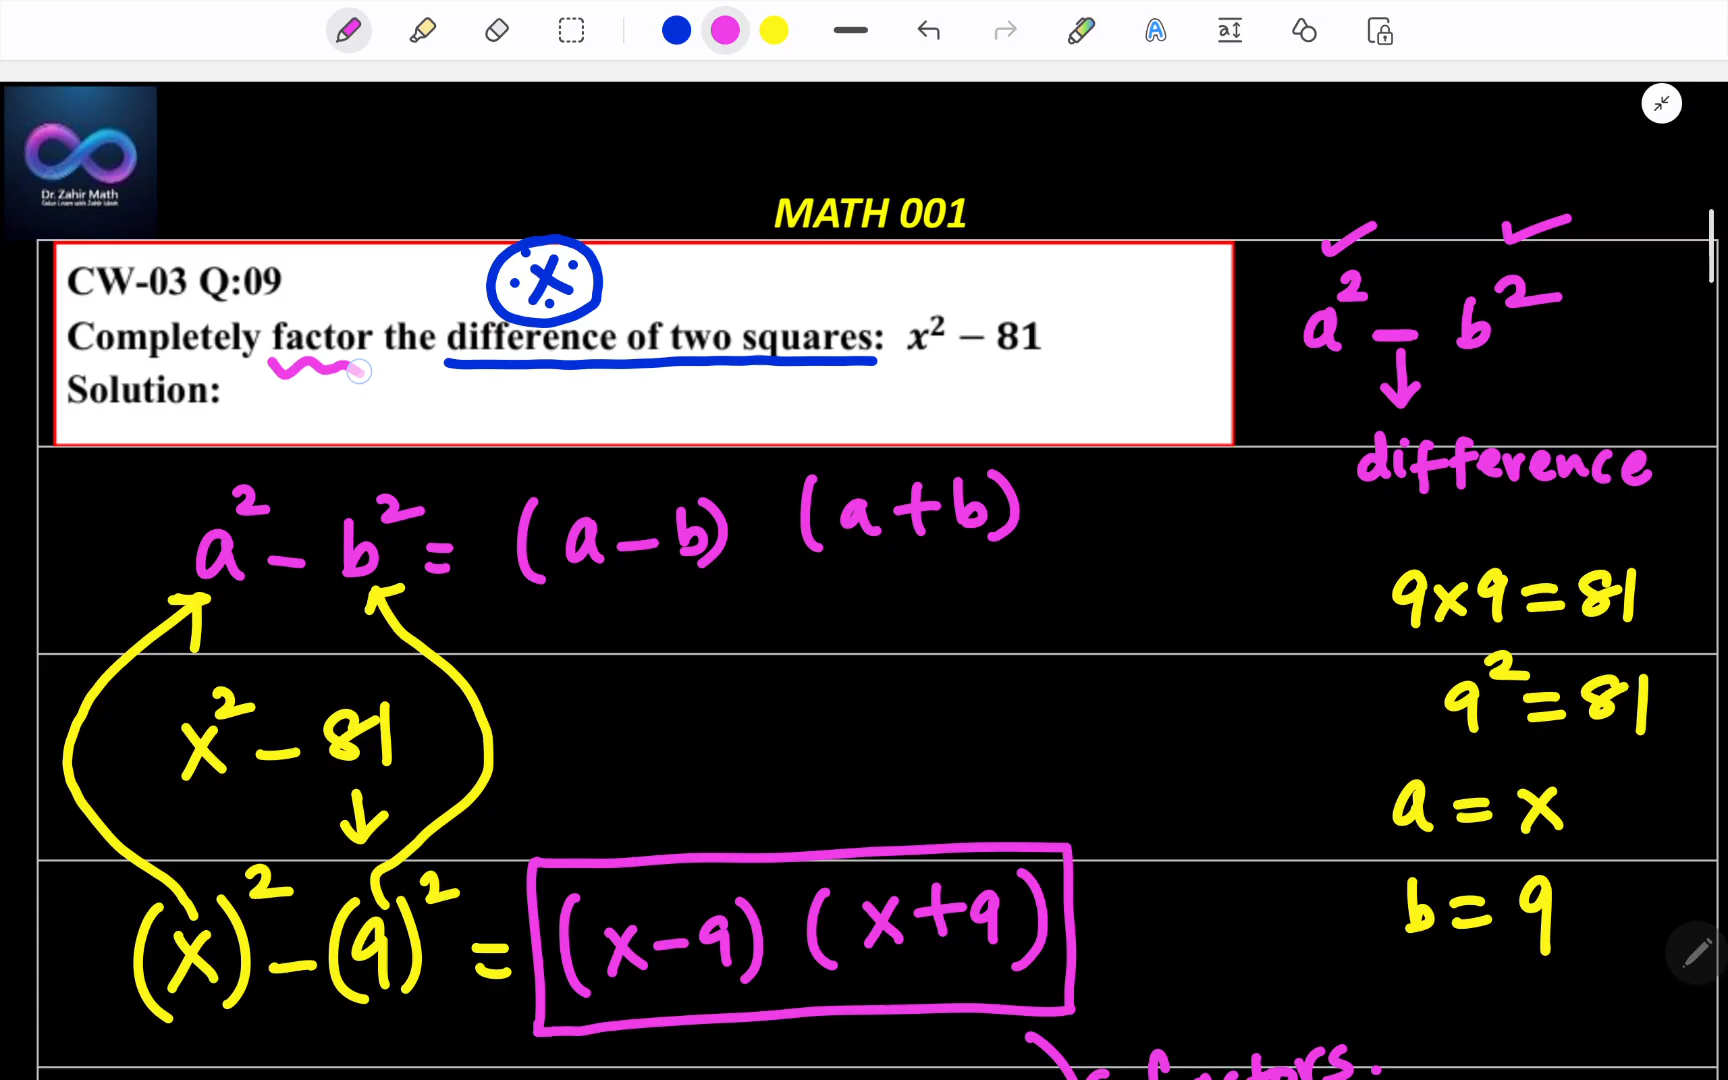 Dr. Zahir Math
MATH 001
CW-03 Q:09
x
Completely factor the difference of two squares: x² − 81
Solution:
a² − b²
difference
a² − b² = (a − b) (a + b)
9×9 = 81
x² − 81
9² = 81
a = x
(x)² − (9)² = (x−9) (x+9)
b = 9
factors.